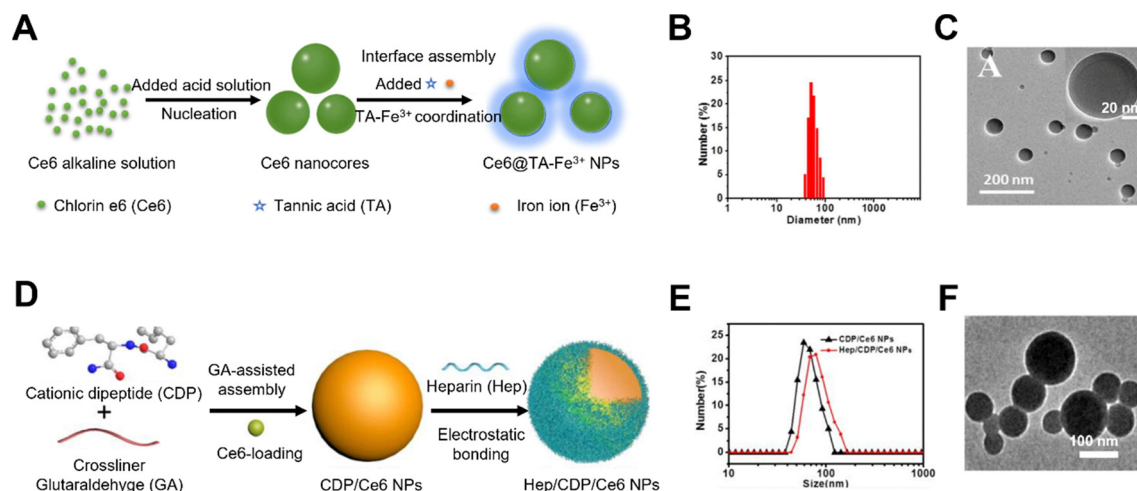 A
Added acid solution
Nucleation
Interface assembly
Added
TA-Fe³⁺ coordination
Ce6 alkaline solution
Ce6 nanocores
Ce6@TA-Fe³⁺ NPs
Chlorin e6 (Ce6)
Tannic acid (TA)
Iron ion (Fe³⁺)
B
Number (%)
30
25
20
15
10
5
0
1
10
100
1000
Diameter (nm)
C
A
20 nm
200 nm
D
Cationic dipeptide (CDP)
+
Crossliner
Glutaraldehyge (GA)
GA-assisted
assembly
Ce6-loading
CDP/Ce6 NPs
Heparin (Hep)
Electrostatic
bonding
Hep/CDP/Ce6 NPs
E
Number(%)
25
20
15
10
5
0
CDP/Ce6 NPs
Hep/CDP/Ce6 NPs
10
100
1000
Size(nm)
F
100 nm